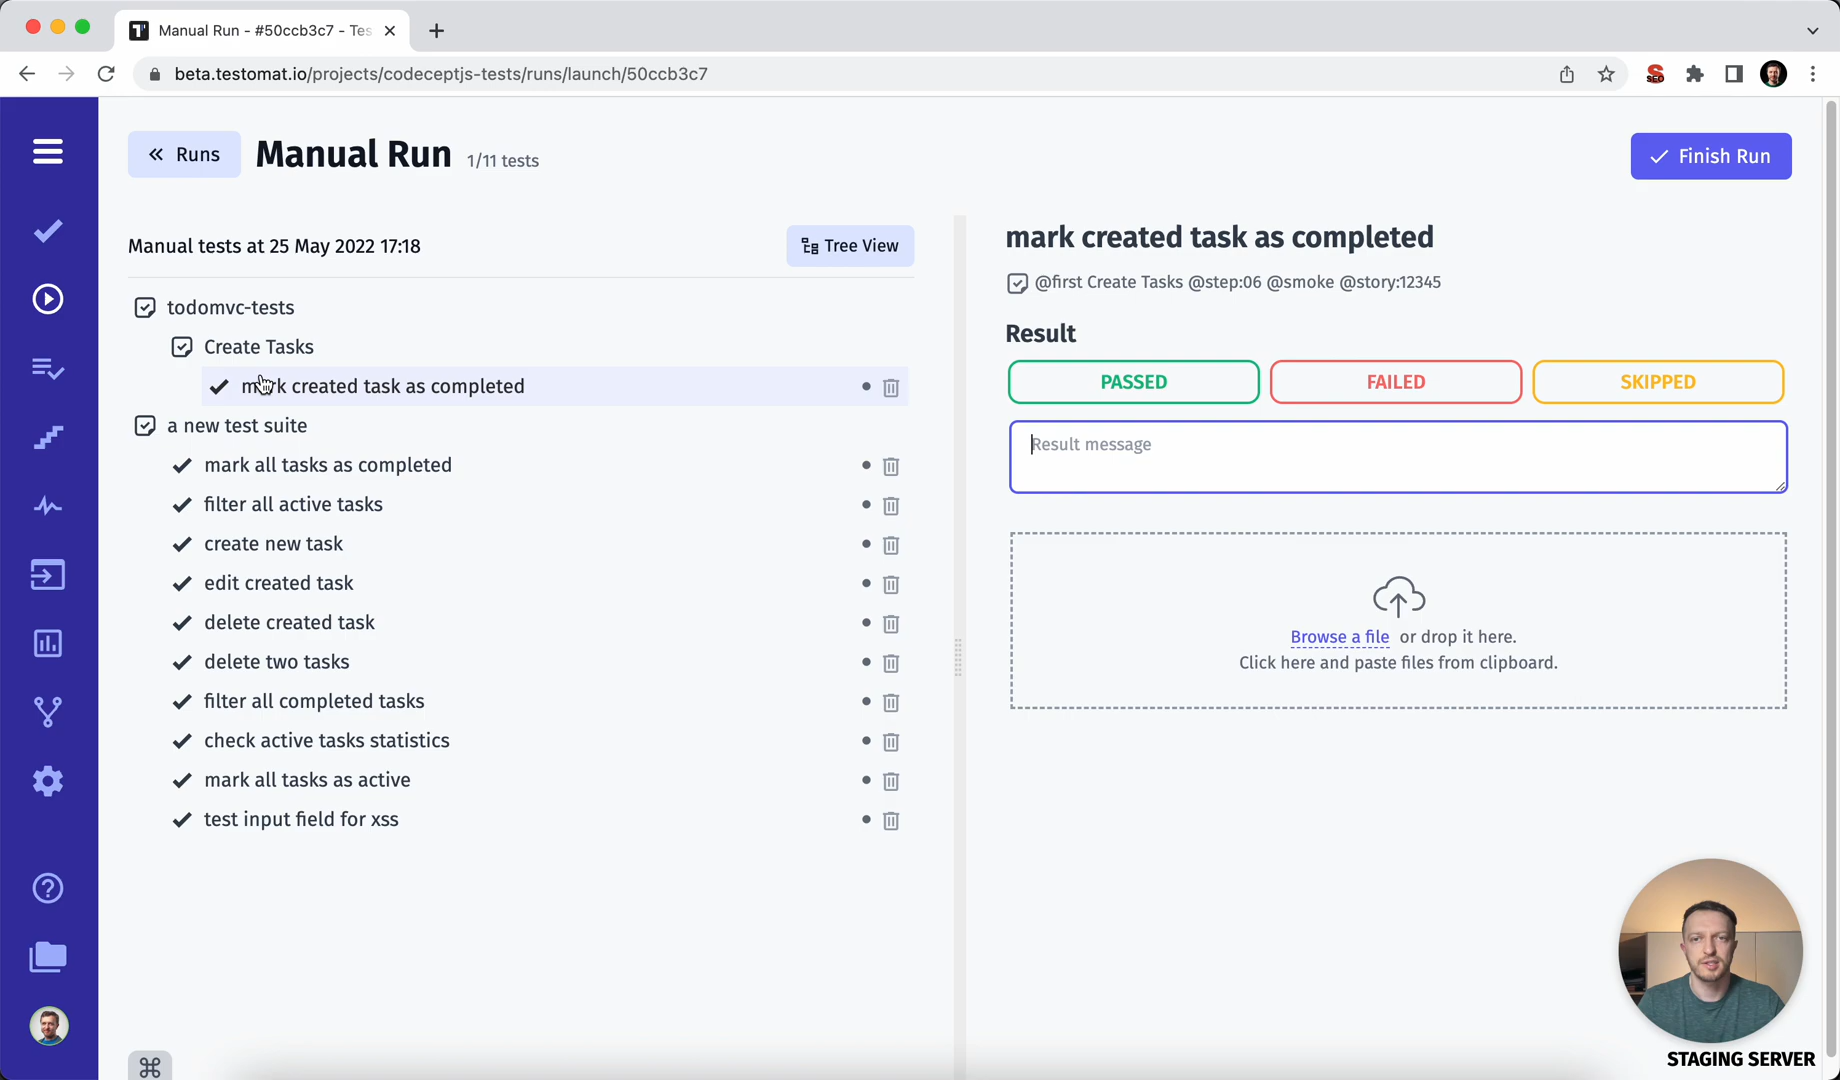 Manual Run - #50ccb3c7 - Tes
beta.testomat.io/projects/codeceptjs-tests/runs/launch/50ccb3c7
SEO
Runs
Manual Run 1/11 tests
Finish Run
Manual tests at 25 May 2022 17:18
Tree View
todomvc-tests
Create Tasks
mark created task as completed
a new test suite
mark all tasks as completed
filter all active tasks
create new task
edit created task
delete created task
delete two tasks
filter all completed tasks
check active tasks statistics
mark all tasks as active
test input field for xss
mark created task as completed
@first Create Tasks @step:06 @smoke @story:12345
Result
PASSED
FAILED
SKIPPED
Result message
Browse a file or drop it here.
Click here and paste files from clipboard.
STAGING SERVER